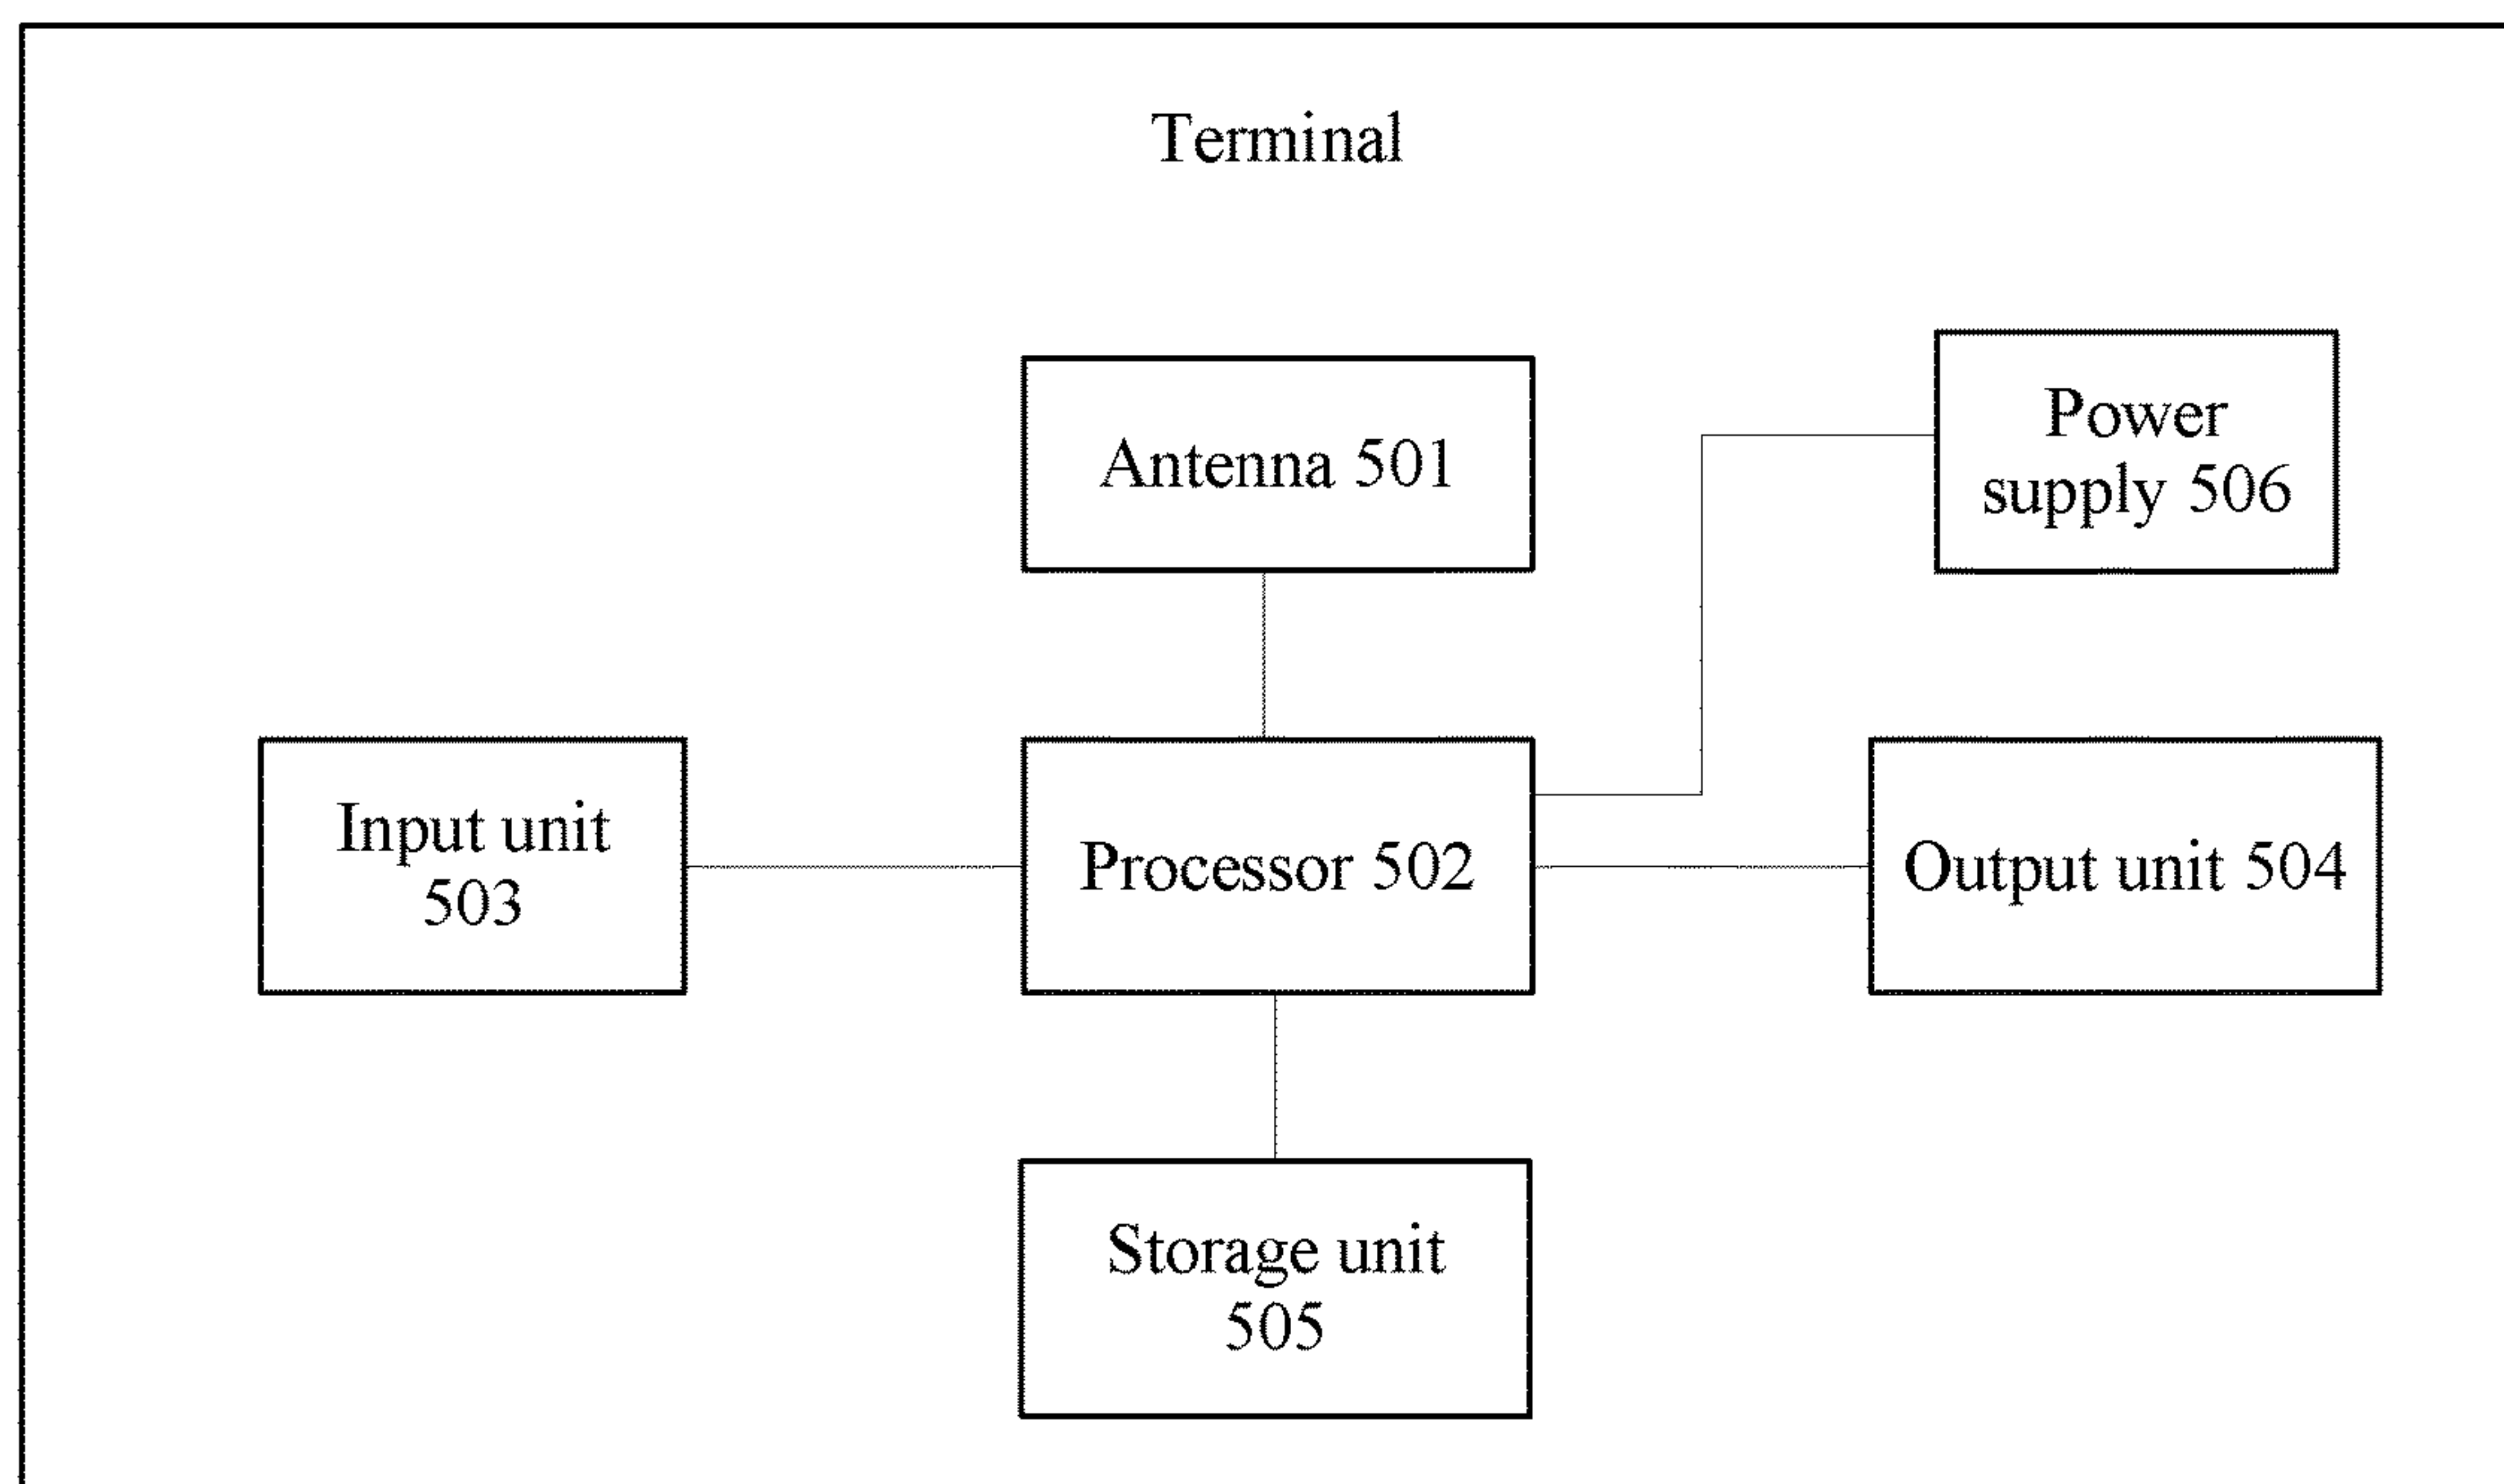 Terminal
Antenna 501
Power
supply 506
Input unit
503
Processor 502
Output unit 504
Storage unit
505